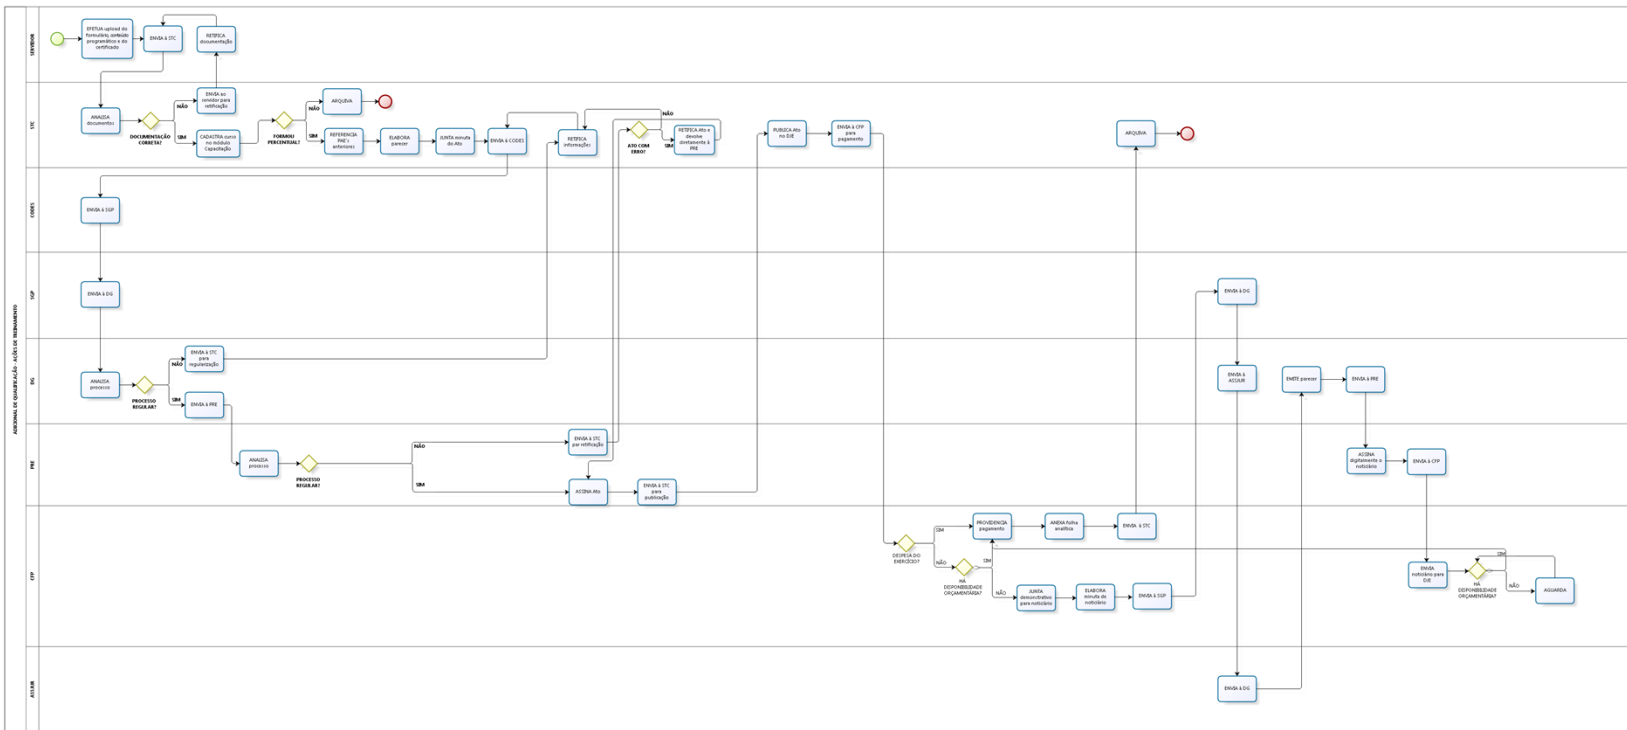 ADICIONAL DE QUALIFICAÇÃO - AÇÕES DE TREINAMENTO
SERVIDOR
EFETUA upload do
formulário, conteúdo
programático e do
certificado
ENVIA à STC
RETIFICA
documentação
STC
ANALISA
documentos
DOCUMENTAÇÃO
CORRETA?
NÃO
SIM
ENVIA ao
servidor para
retificação
CADASTRA curso
no módulo
Capacitação
FORMOU
PERCENTUAL?
NÃO
SIM
ARQUIVA
REFERENCIA
PAE's
anteriores
ELABORA
parecer
JUNTA minuta
do Ato
ENVIA à CODES
RETIFICA
informações
ATO COM
ERRO?
NÃO
SIM
RETIFICA Ato e
devolve
diretamente à
PRE
PUBLICA Ato
no DJE
ENVIA à CFP
para
pagamento
ARQUIVA
CODES
ENVIA à SGP
SGP
ENVIA à DG
ENVIA à DG
DG
ANALISA
processo
PROCESSO
REGULAR?
NÃO
SIM
ENVIA à STC
para
regularização
ENVIA à PRE
ENVIA à
ASSJUR
EMITE parecer
ENVIA à PRE
PRE
ANALISA
processo
PROCESSO
REGULAR?
NÃO
SIM
ENVIA à STC
par retificação
ASSINA Ato
ENVIA à STC
para
publicação
ASSINA
digitalmente o
noticiário
ENVIA à CFP
CFP
DESPESA DO
EXERCÍCIO?
SIM
NÃO
PROVIDENCIA
pagamento
ANEXA folha
analítica
ENVIA à STC
HÁ
DISPONIBILIDADE
ORÇAMENTÁRIA?
SIM
NÃO
JUNTA
demonstrativo
para noticiário
ELABORA
minuta de
noticiário
ENVIA à SGP
ENVIA
noticiário para
DJE
HÁ
DISPONIBILIDADE
ORÇAMENTÁRIA?
SIM
NÃO
AGUARDA
ASSJUR
ENVIA à DG